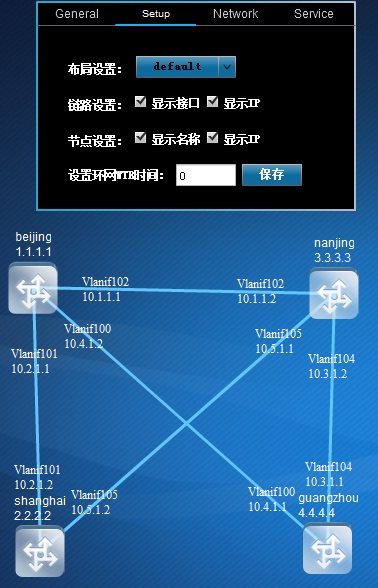 General Setup Network Service
布局设置： default
链路设置： 显示接口 显示IP
节点设置： 显示名称 显示IP
设置环网WTR时间： 0 保存
beijing
1.1.1.1
nanjing
3.3.3.3
Vlanif102
10.1.1.1
Vlanif102
10.1.1.2
Vlanif100
10.4.1.2
Vlanif105
10.5.1.1
Vlanif101
10.2.1.1
Vlanif104
10.3.1.2
Vlanif101
10.2.1.2
Vlanif104
10.3.1.1
shanghai
2.2.2.2
Vlanif105
10.5.1.2
Vlanif100
10.4.1.1
guangzhou
4.4.4.4